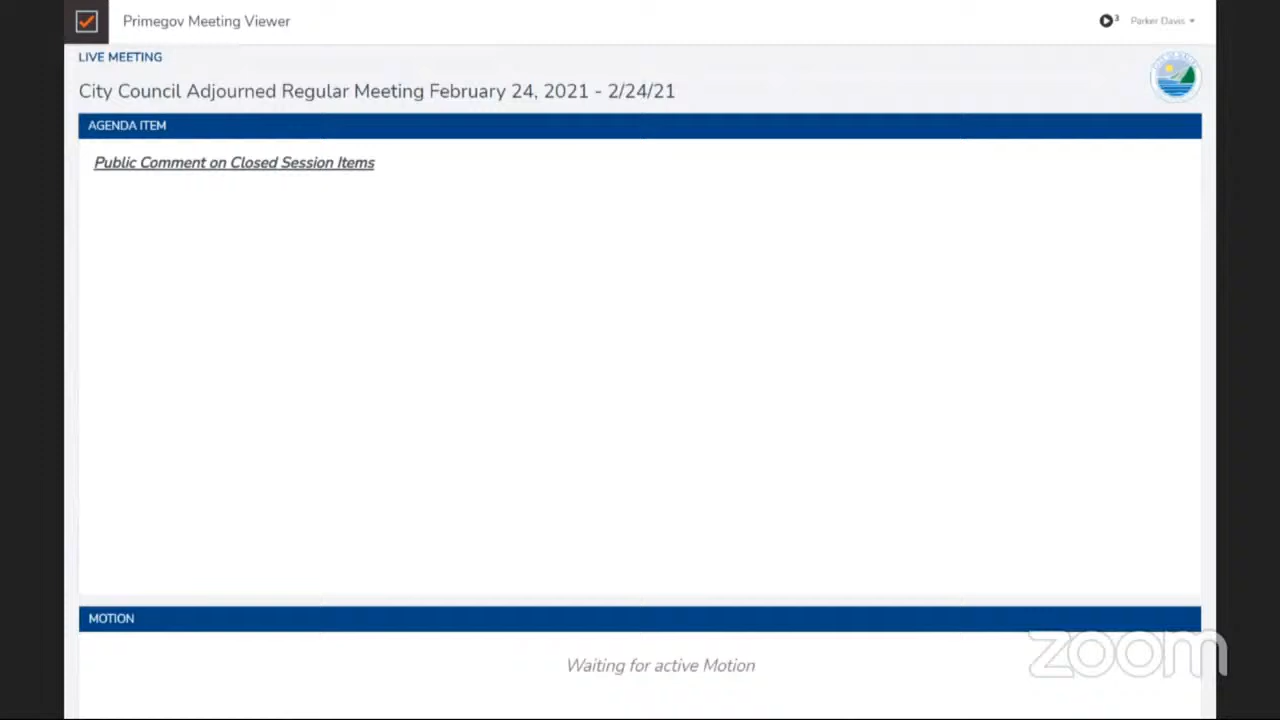 Primegov Meeting Viewer
3
Parker Davis
LIVE MEETING
City Council Adjourned Regular Meeting February 24, 2021 - 2/24/21
AGENDA ITEM
Public Comment on Closed Session Items
MOTION
Waiting for active Motion
zoom